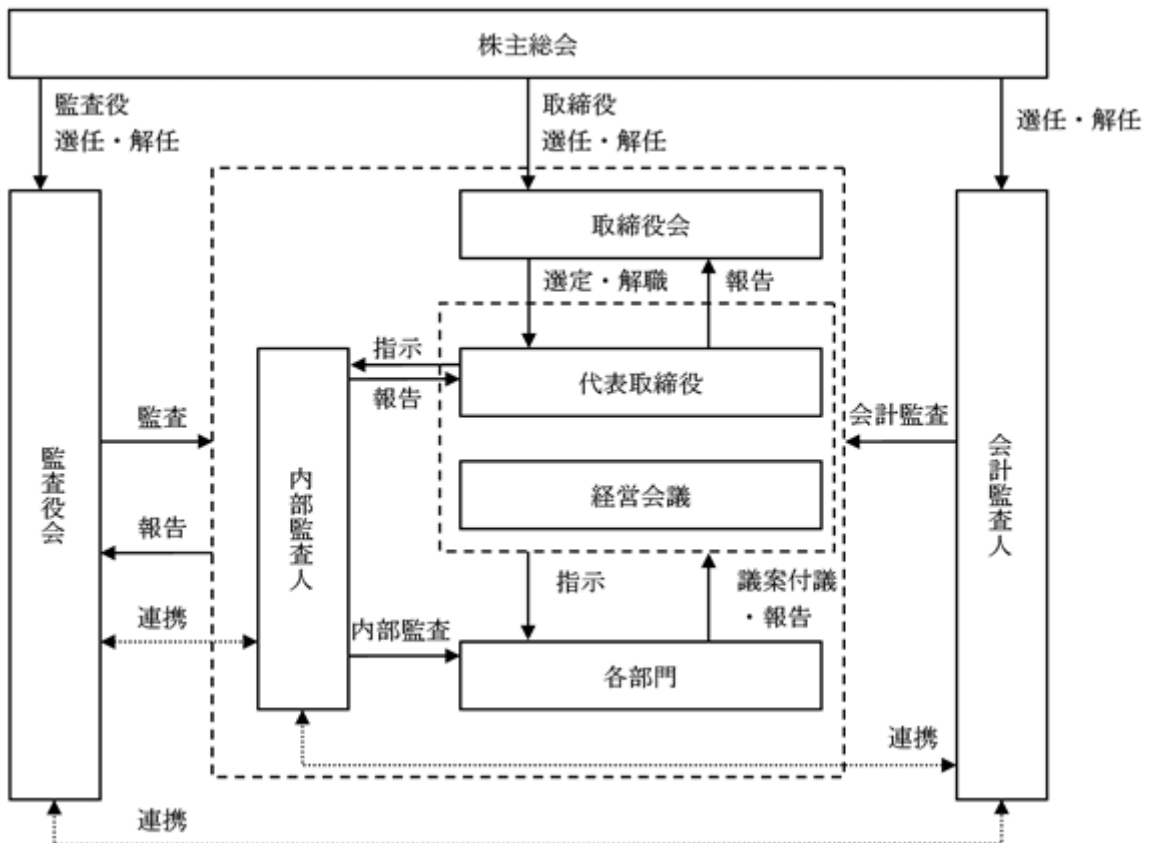 株主総会
監査役
選任・解任
取締役
選任・解任
選任・解任
取締役会
選定・解職
報告
指示
報告
代表取締役
監査
会計監査
監査役会
内部監査人
経営会議
会計監査人
報告
指示
議案付議
・報告
連携
内部監査
各部門
連携
連携